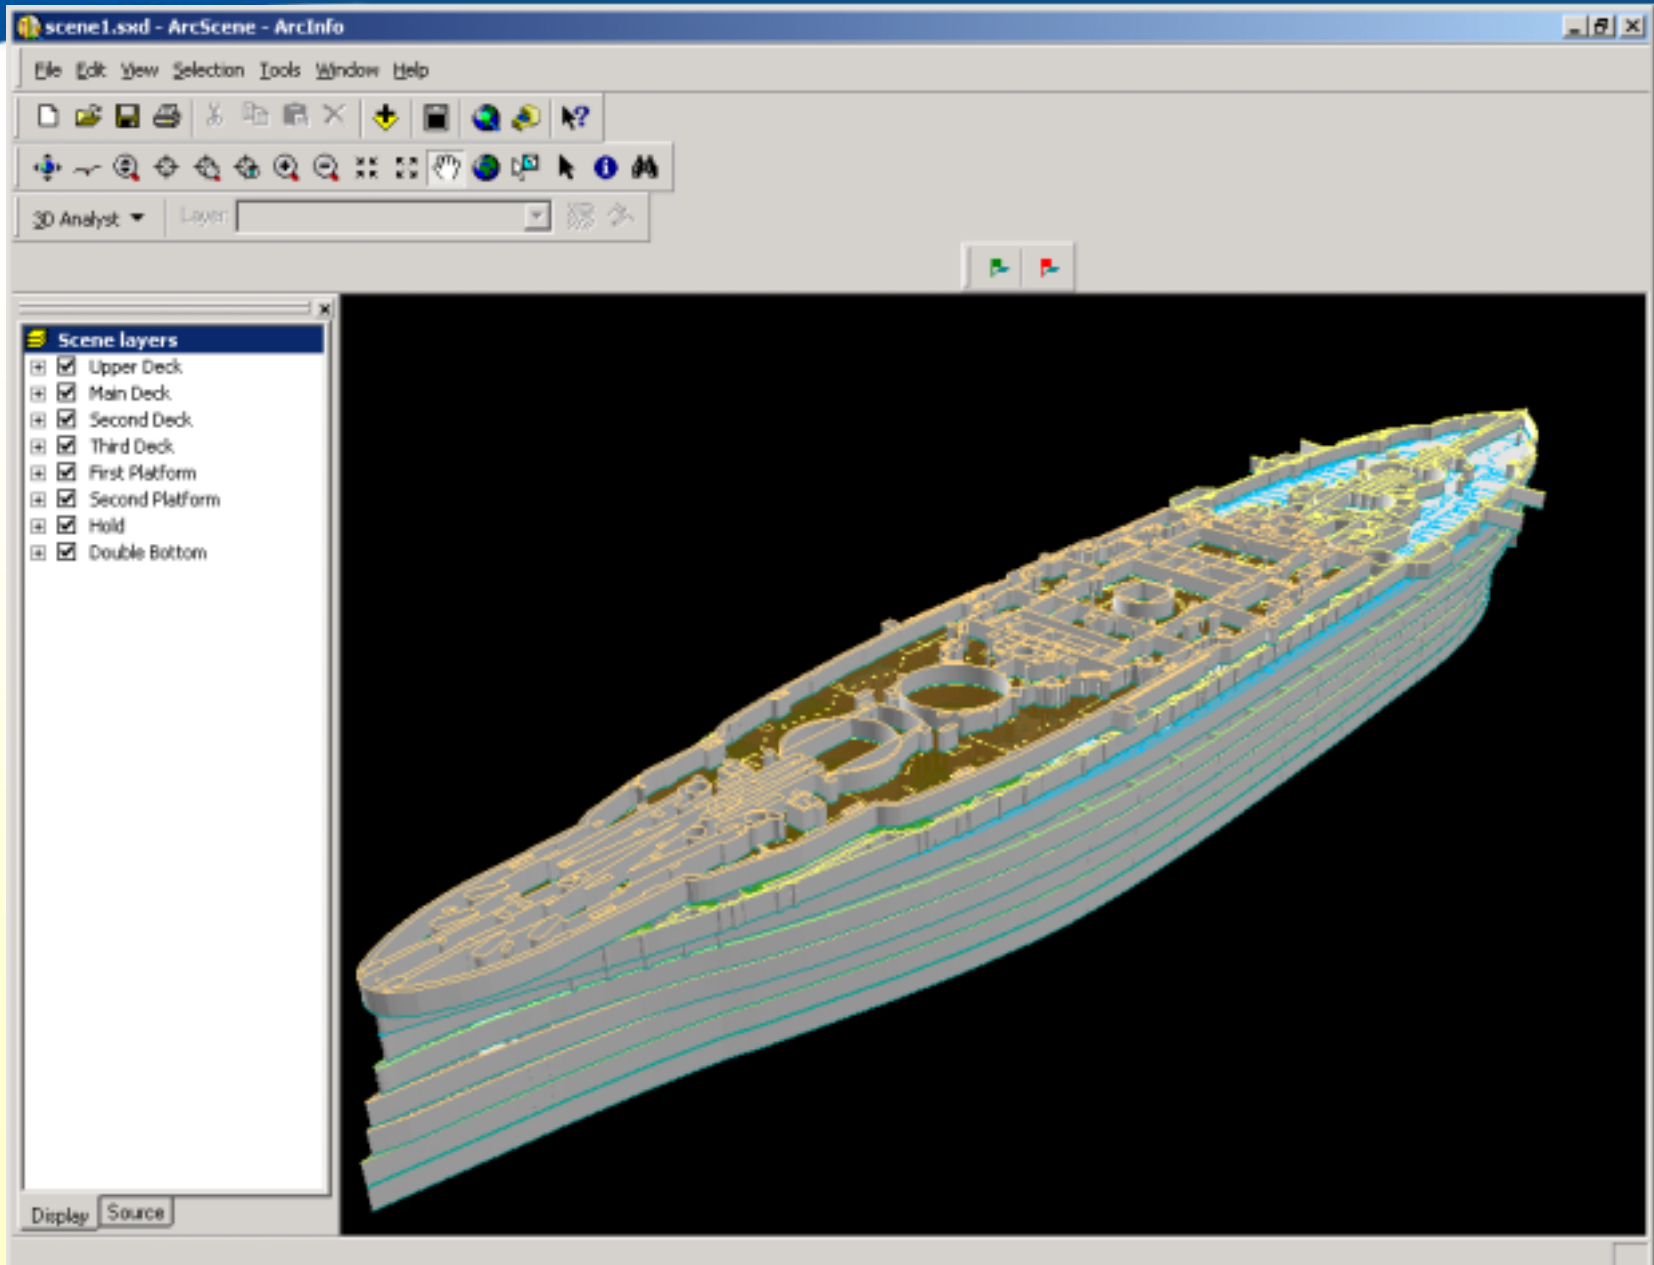 scene1.sxd - ArcScene - ArcInfo
File Edit View Selection Tools Window Help
3D Analyst Layer:
Scene layers
Upper Deck
Main Deck
Second Deck
Third Deck
First Platform
Second Platform
Hold
Double Bottom
Display Source